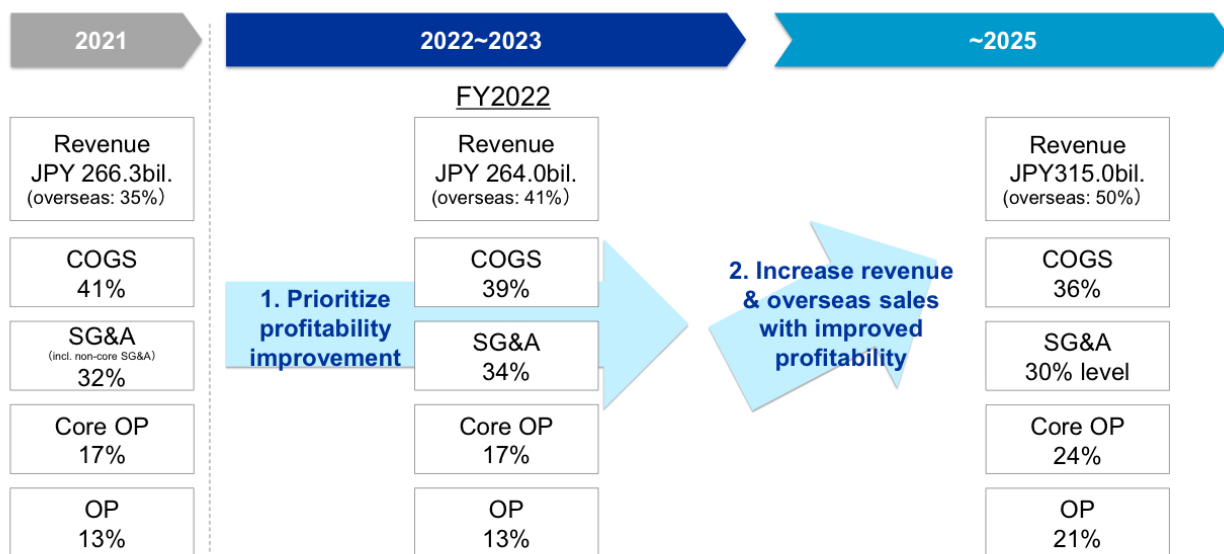 2021
2022~2023
~2025
FY2022
Revenue
JPY 266.3bil.
(overseas: 35%）
COGS
41%
SG&A
(incl. non-core SG&A)
32%
Core OP
17%
OP
13%
1. Prioritize
profitability
improvement
Revenue
JPY 264.0bil.
(overseas: 41%）
COGS
39%
SG&A
34%
Core OP
17%
OP
13%
2. Increase revenue
& overseas sales
with improved
profitability
Revenue
JPY315.0bil.
(overseas: 50%）
COGS
36%
SG&A
30% level
Core OP
24%
OP
21%